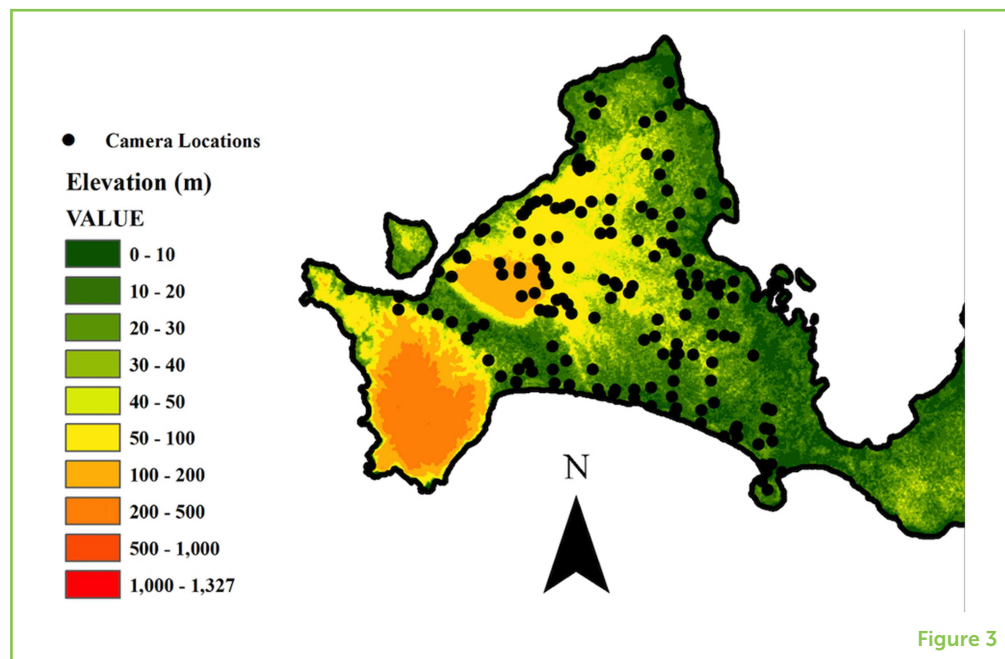 Camera Locations
Elevation (m)
VALUE
0 - 10
10 - 20
20 - 30
30 - 40
40 - 50
50 - 100
100 - 200
200 - 500
500 - 1,000
1,000 - 1,327
N
Figure 3